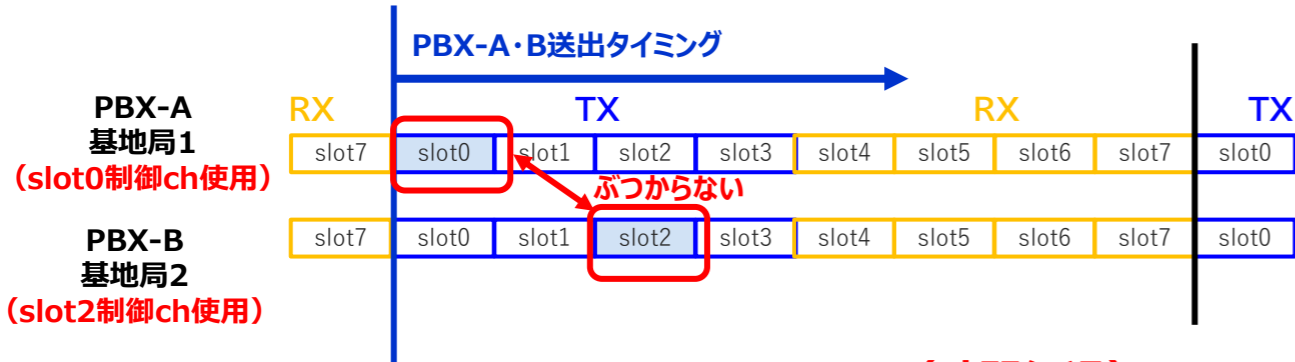 PBX-A・B送出タイミング
RX TX RX TX
PBX-A
基地局1
（slot0制御ch使用）
slot7 slot0 slot1 slot2 slot3 slot4 slot5 slot6 slot7 slot0
ぶつからない
PBX-B
基地局2
（slot2制御ch使用）
slot7 slot0 slot1 slot2 slot3 slot4 slot5 slot6 slot7 slot0